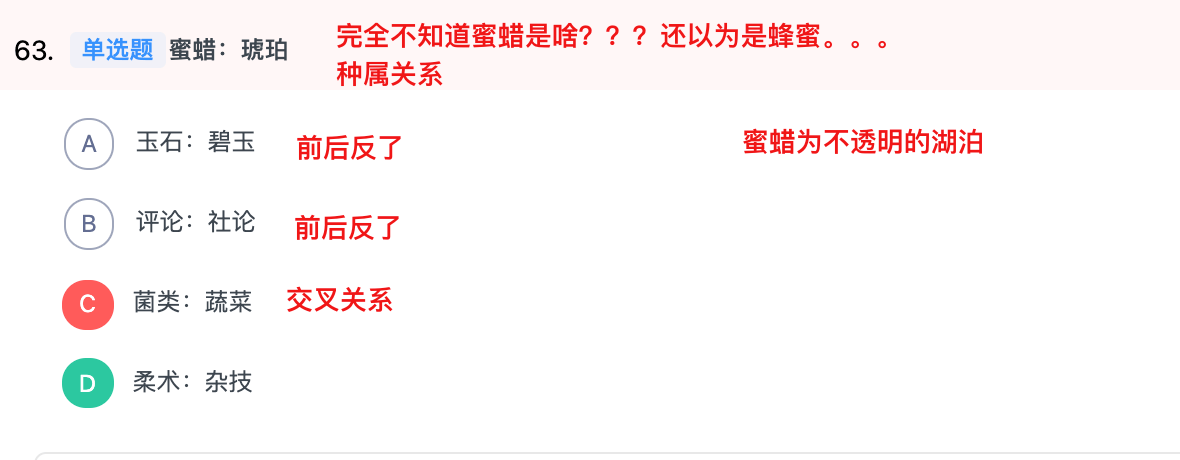 63. 单选题 蜜蜡：琥珀 完全不知道蜜蜡是啥？？？还以为是蜂蜜。。。
种属关系
A 玉石：碧玉 前后反了 蜜蜡为不透明的湖泊
B 评论：社论 前后反了
C 菌类：蔬菜 交叉关系
D 柔术：杂技